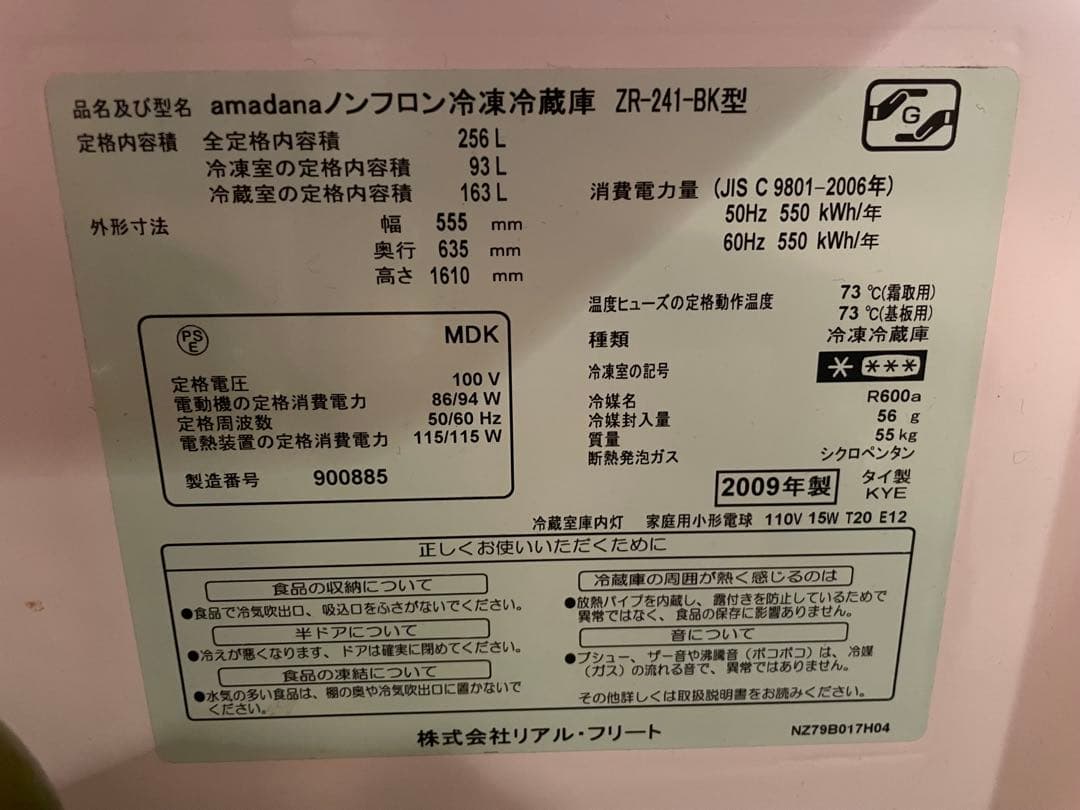 品名及び型名 amadanaノンフロン冷凍冷蔵庫 ZR-241-BK型
G
定格内容積 全定格内容積 256 L
冷凍室の定格内容積 93 L
冷蔵室の定格内容積 163 L
外形寸法 幅 555 mm
奥行 635 mm
高さ 1610 mm
消費電力量 (JIS C 9801-2006年)
50Hz 550 kWh/年
60Hz 550 kWh/年
温度ヒューズの定格動作温度 73 ℃(霜取用)
73 ℃(基板用)
種類 冷凍冷蔵庫
冷凍室の記号 * ***
冷媒名 R600a
冷媒封入量 56 g
質量 55 kg
断熱発泡ガス シクロペンタン
PSE MDK
定格電圧 100 V
電動機の定格消費電力 86/94 W
定格周波数 50/60 Hz
電熱装置の定格消費電力 115/115 W
製造番号 900885
2009年製 タイ製
KYE
冷蔵室庫内灯 家庭用小形電球 110V 15W T20 E12
正しくお使いいただくために
食品の収納について
●食品で冷気吹出口、吸込口をふさがないでください。
半ドアについて
●冷えが悪くなります、ドアは確実に閉めてください。
食品の凍結について
●水気の多い食品は、棚の奥や冷気吹出口に置かないで
ください。
冷蔵庫の周囲が熱く感じるのは
●放熱パイプを内蔵し、露付きを防止しているためで
異常ではなく、食品の保存に影響ありません。
音について
●ブシュー、ザー音や沸騰音(ポコポコ)は、冷媒
(ガス)の流れる音で、異常ではありません。
その他詳しくは取扱説明書をお読みください。
株式会社リアル・フリート
NZ79B017H04